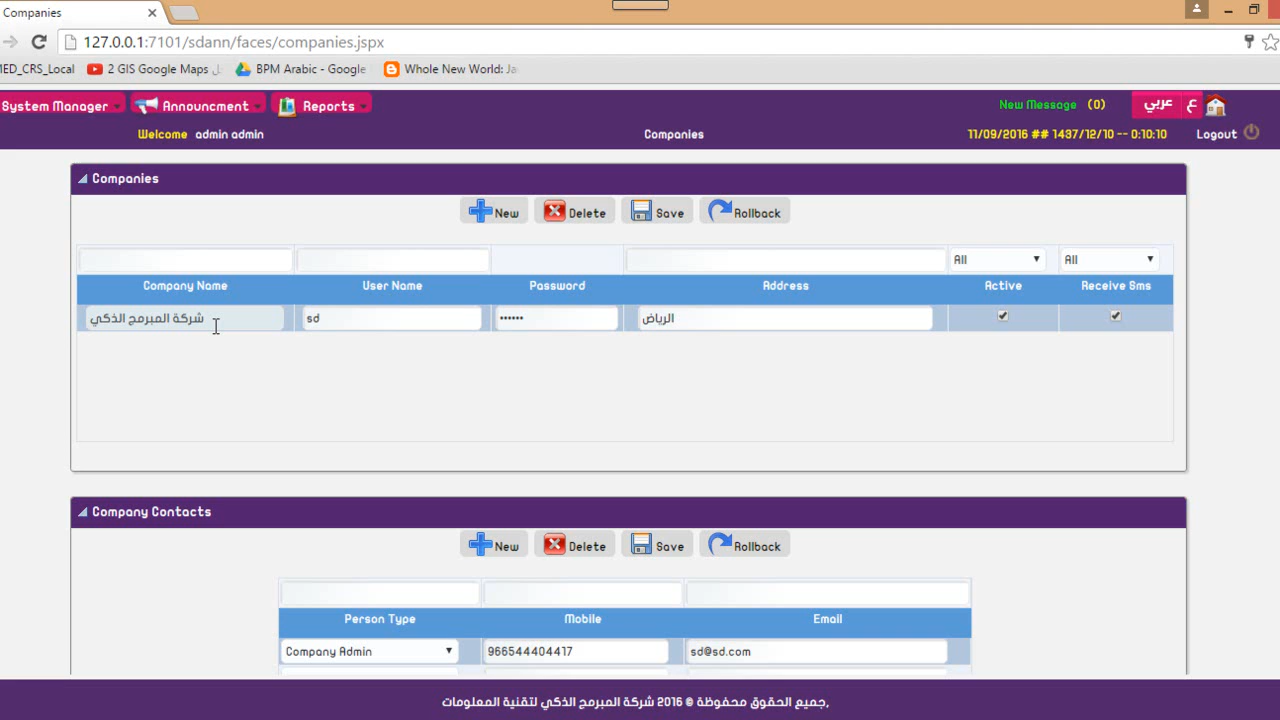 Companies
127.0.0.1:7101/sdann/faces/companies.jspx
MED_CRS_Local 2 GIS Google Maps BPM Arabic - Google Whole New World: Ja
System Manager Announcment Reports New Message (0) عربي ع
Welcome admin admin Companies 11/09/2016 ## 1437/12/10 -- 0:10:10 Logout
Companies
New Delete Save Rollback
All All
Company Name User Name Password Address Active Receive Sms
شركة المبرمج الذكي sd •••••• الرياض
Company Contacts
New Delete Save Rollback
Person Type Mobile Email
Company Admin 966544404417 sd@sd.com
جميع الحقوق محفوظة © 2016 شركة المبرمج الذكي لتقنية المعلومات,